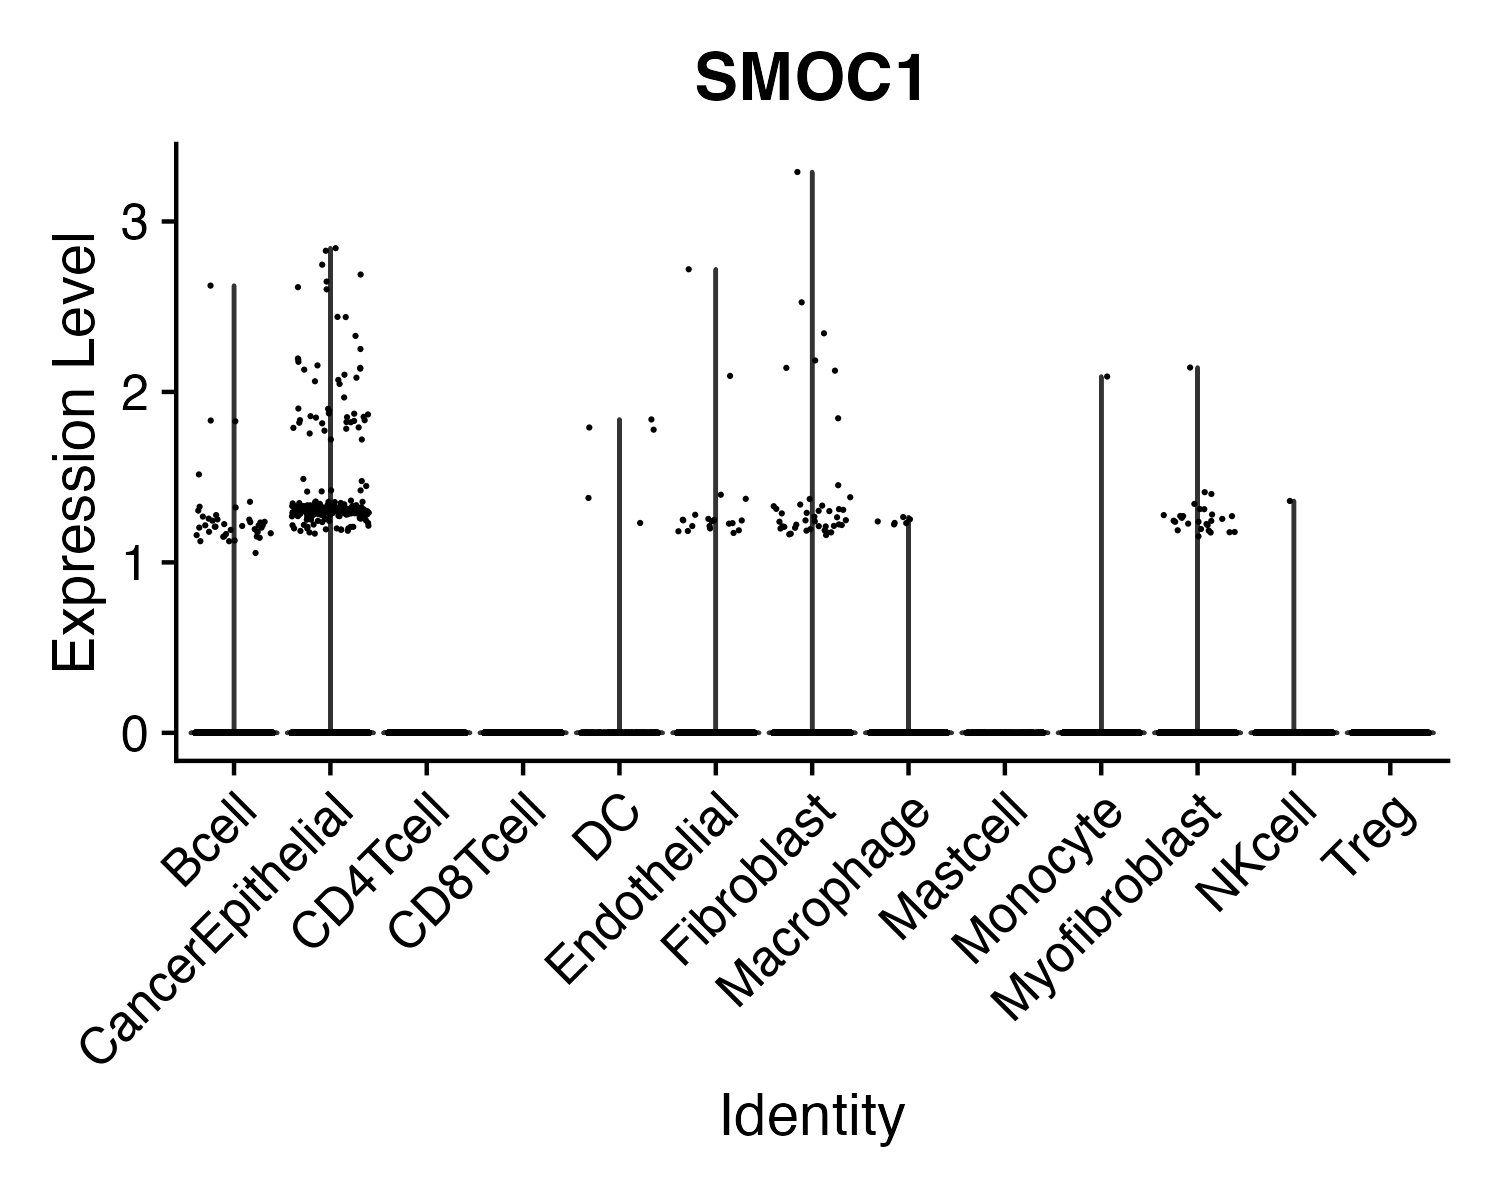 SMOC1
Expression Level
3
2
1
0
Bcell
CancerEpithelial
CD4Tcell
CD8Tcell
DC
Endothelial
Fibroblast
Macrophage
Mastcell
Monocyte
Myofibroblast
NKcell
Treg
Identity